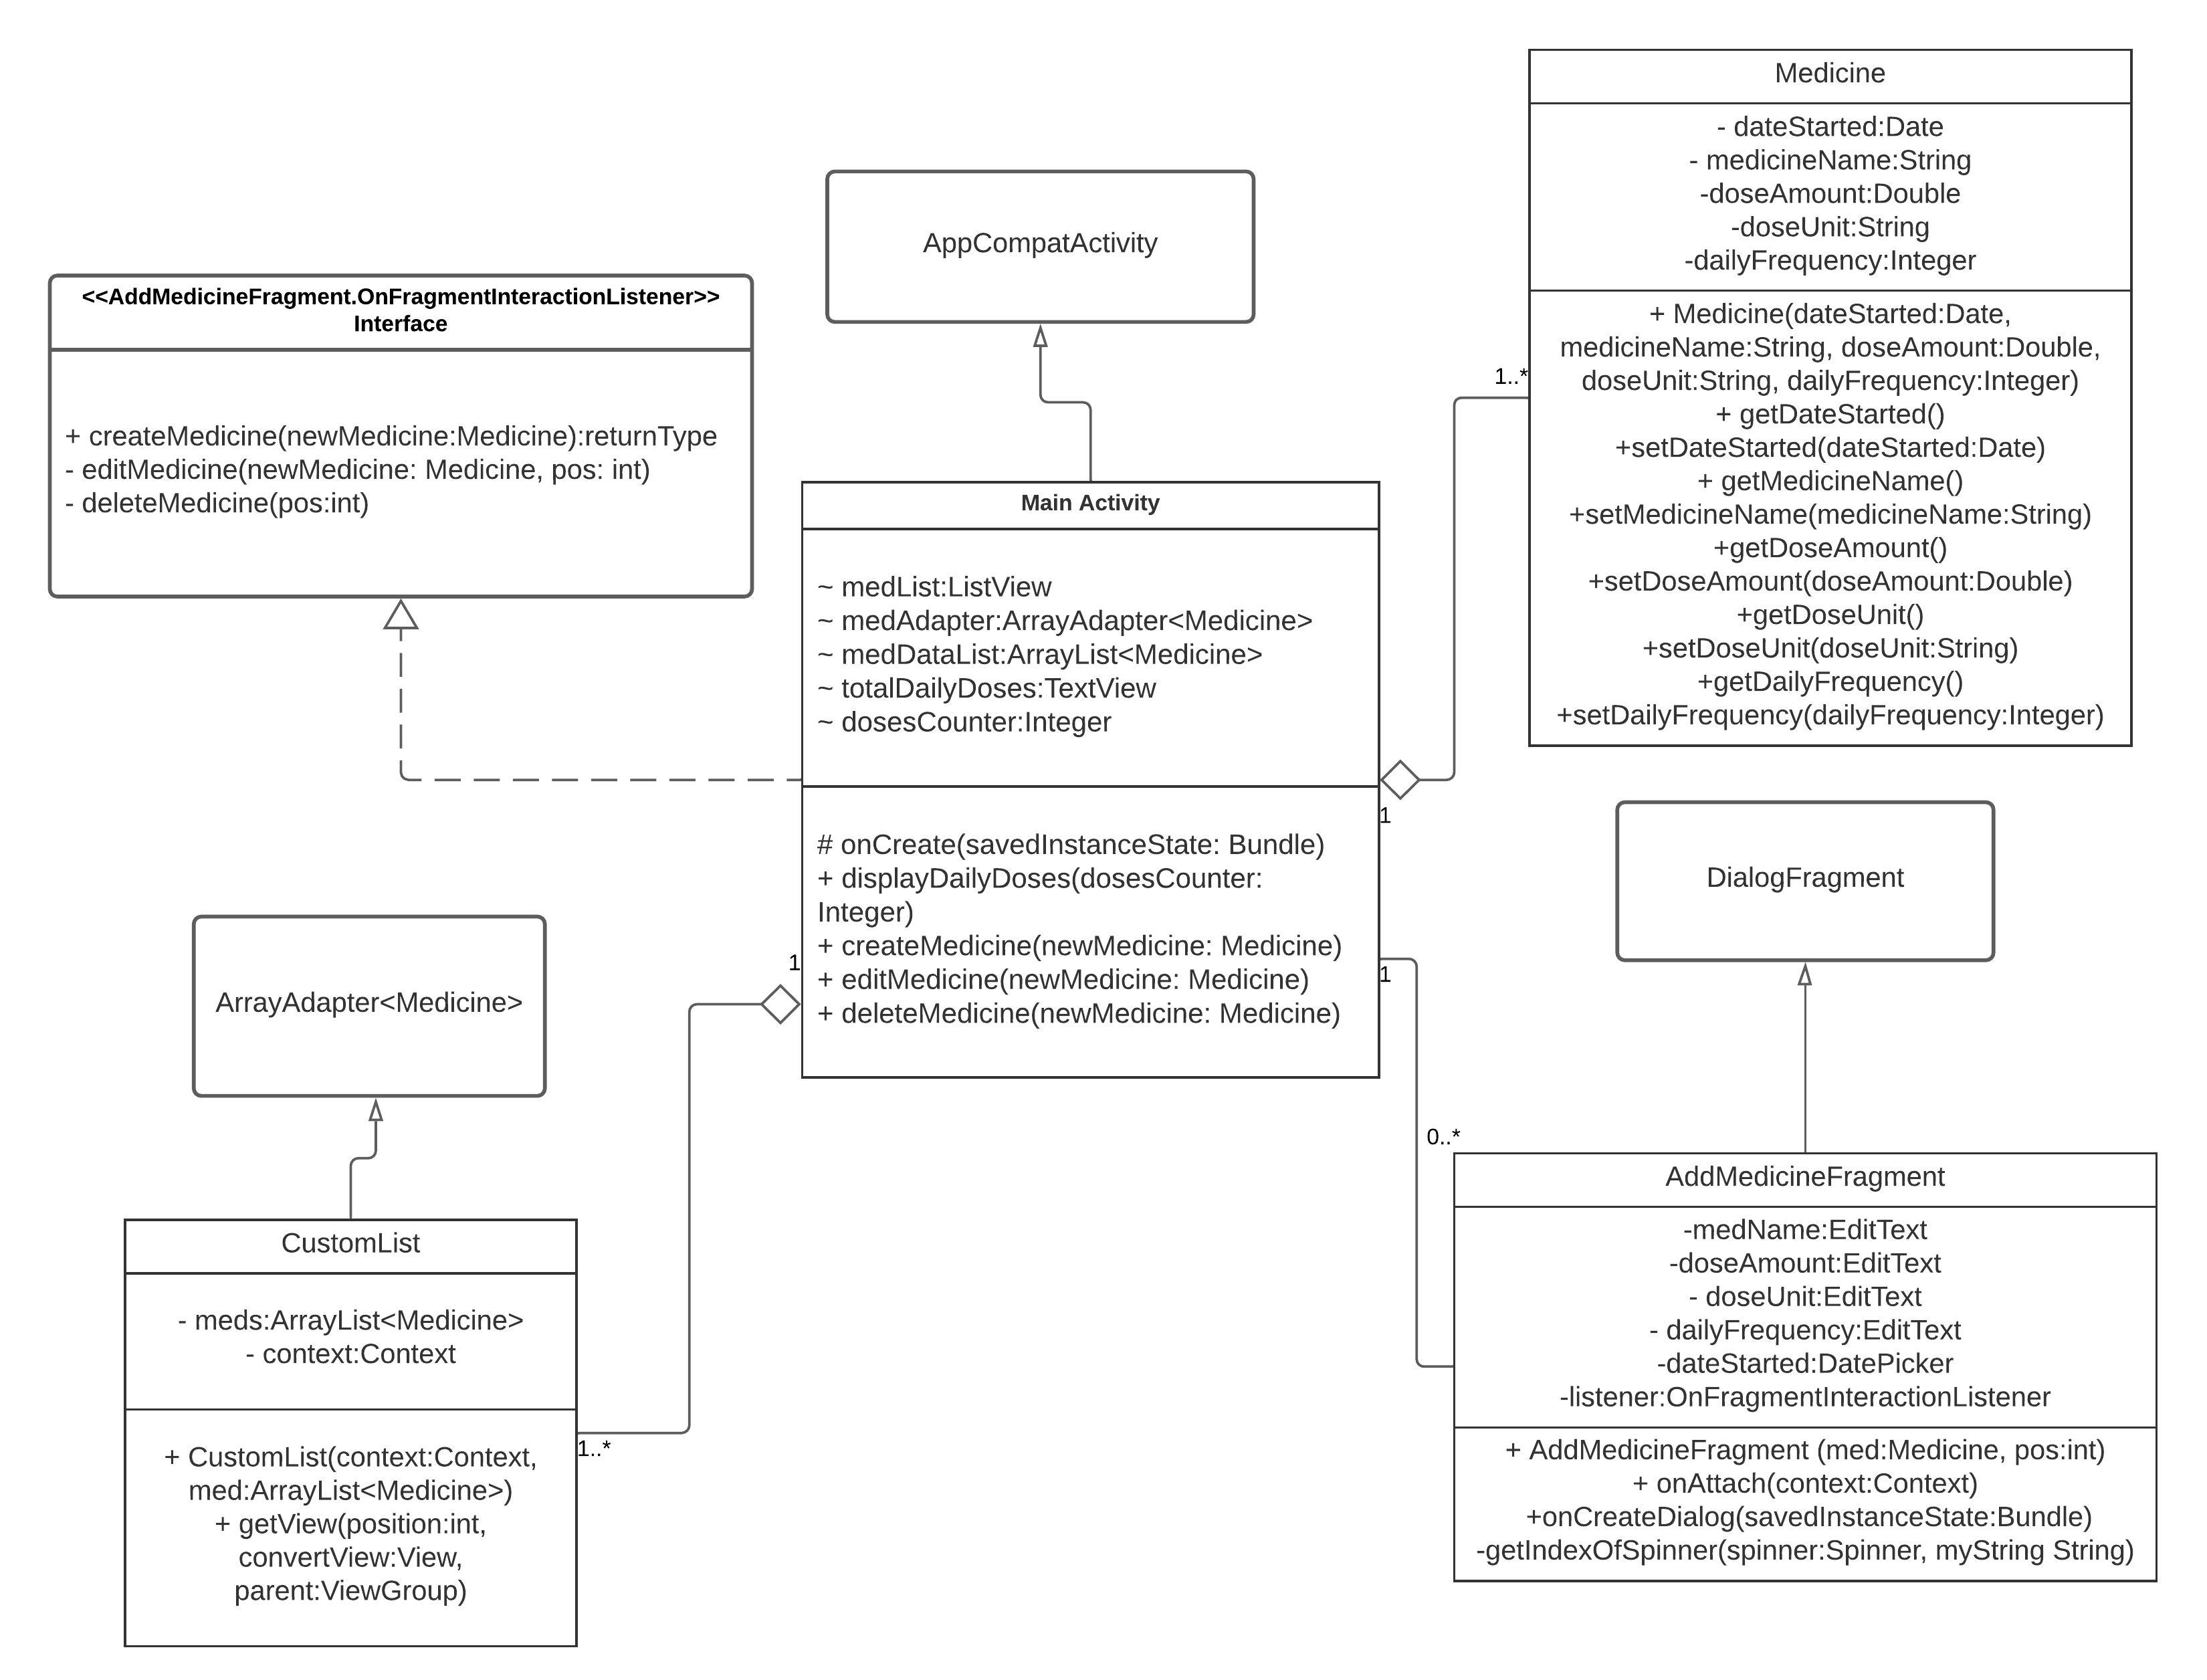 Medicine
- dateStarted:Date
- medicineName:String
-doseAmount:Double
-doseUnit:String
-dailyFrequency:Integer
+ Medicine(dateStarted:Date,
medicineName:String, doseAmount:Double,
doseUnit:String, dailyFrequency:Integer)
+ getDateStarted()
+setDateStarted(dateStarted:Date)
+ getMedicineName()
+setMedicineName(medicineName:String)
+getDoseAmount()
+setDoseAmount(doseAmount:Double)
+getDoseUnit()
+setDoseUnit(doseUnit:String)
+getDailyFrequency()
+setDailyFrequency(dailyFrequency:Integer)
AppCompatActivity
<<AddMedicineFragment.OnFragmentInteractionListener>>
Interface
+ createMedicine(newMedicine:Medicine):returnType
- editMedicine(newMedicine: Medicine, pos: int)
- deleteMedicine(pos:int)
1..*
Main Activity
~ medList:ListView
~ medAdapter:ArrayAdapter<Medicine>
~ medDataList:ArrayList<Medicine>
~ totalDailyDoses:TextView
~ dosesCounter:Integer
# onCreate(savedInstanceState: Bundle)
+ displayDailyDoses(dosesCounter:
Integer)
+ createMedicine(newMedicine: Medicine)
+ editMedicine(newMedicine: Medicine)
+ deleteMedicine(newMedicine: Medicine)
1
1
1
DialogFragment
ArrayAdapter<Medicine>
0..*
AddMedicineFragment
-medName:EditText
-doseAmount:EditText
- doseUnit:EditText
- dailyFrequency:EditText
-dateStarted:DatePicker
-listener:OnFragmentInteractionListener
+ AddMedicineFragment (med:Medicine, pos:int)
+ onAttach(context:Context)
+onCreateDialog(savedInstanceState:Bundle)
-getIndexOfSpinner(spinner:Spinner, myString String)
CustomList
- meds:ArrayList<Medicine>
- context:Context
+ CustomList(context:Context,
med:ArrayList<Medicine>)
+ getView(position:int,
convertView:View,
parent:ViewGroup)
1..*